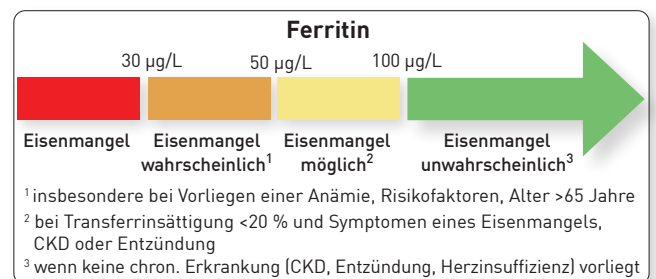 Ferritin
30 µg/L 50 µg/L 100 µg/L
Eisenmangel Eisenmangel Eisenmangel Eisenmangel
wahrscheinlich¹ möglich² unwahrscheinlich³
¹ insbesondere bei Vorliegen einer Anämie, Risikofaktoren, Alter >65 Jahre
² bei Transferrinsättigung <20 % und Symptomen eines Eisenmangels,
CKD oder Entzündung
³ wenn keine chron. Erkrankung (CKD, Entzündung, Herzinsuffizienz) vorliegt